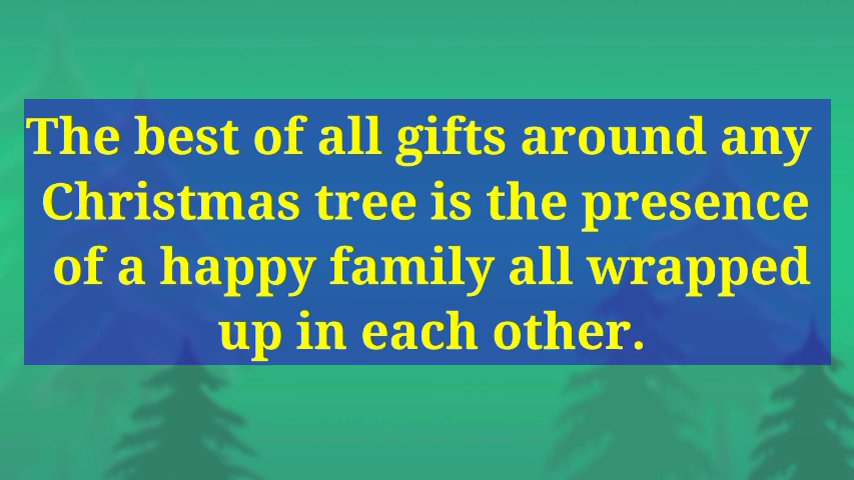 The best of all gifts around any
Christmas tree is the presence
of a happy family all wrapped
up in each other.